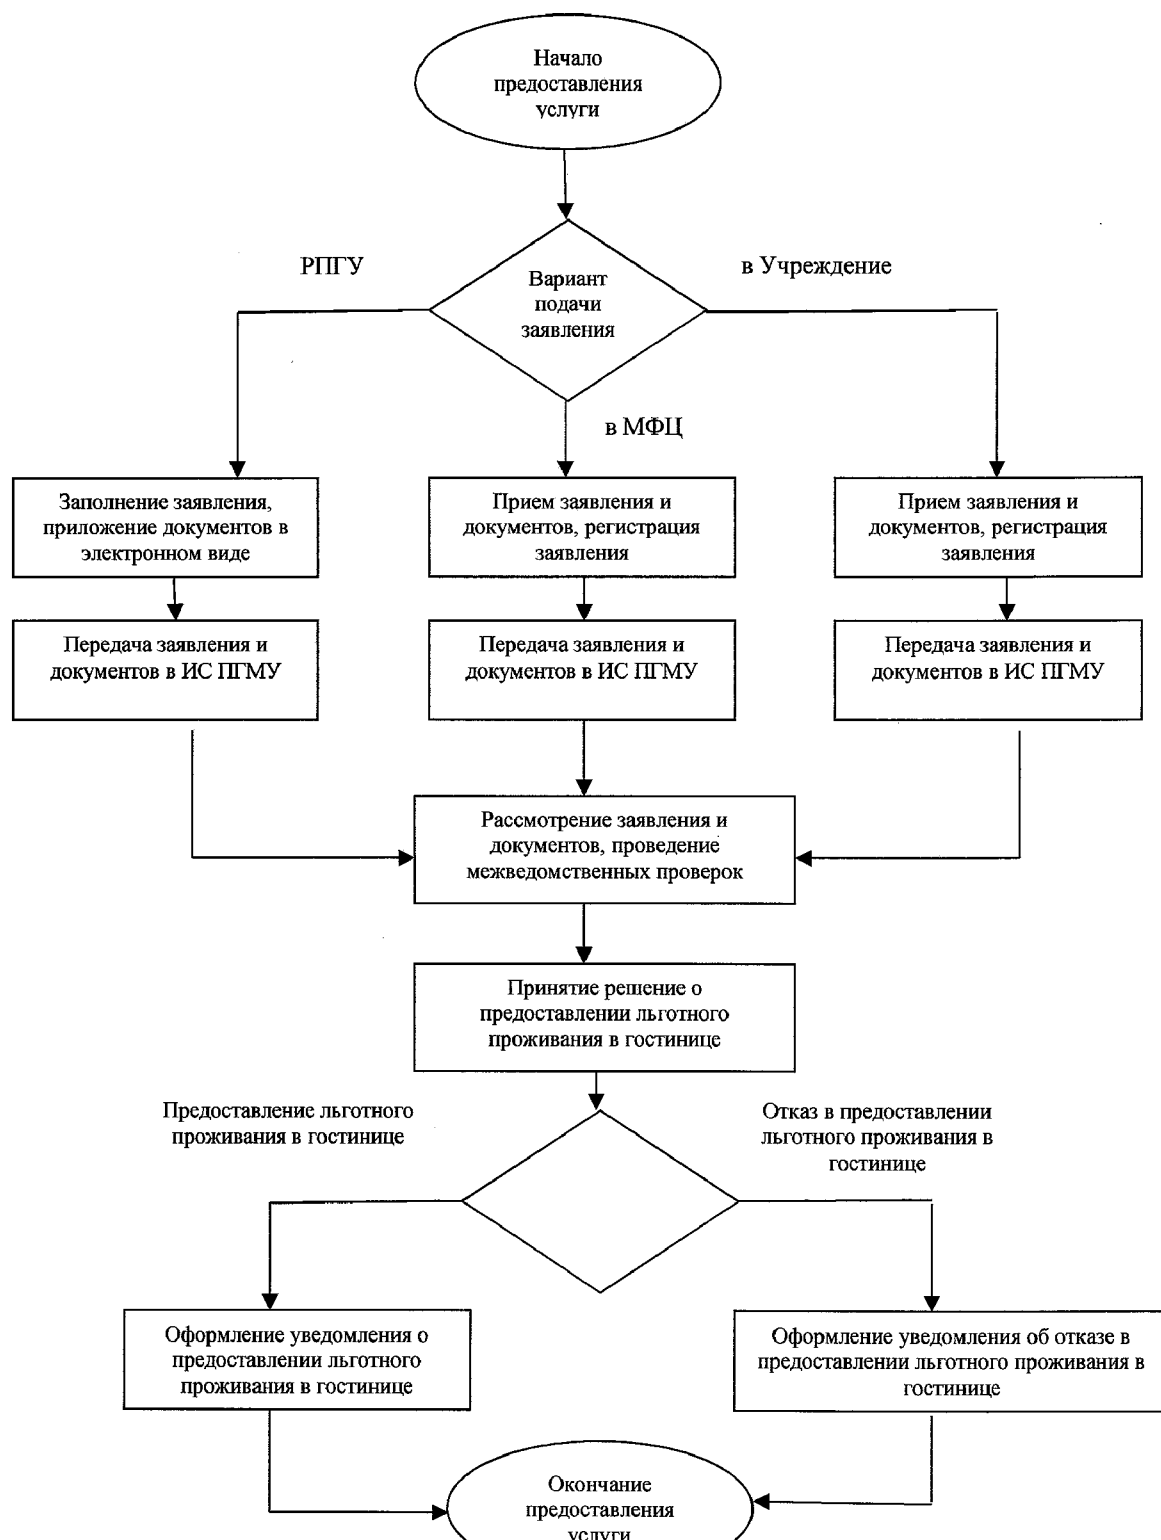 Начало
предоставления
услуги
РПГУ
в Учреждение
Вариант
подачи
заявления
в МФЦ
Заполнение заявления,
приложение документов в
электронном виде
Прием заявления и
документов, регистрация
заявления
Прием заявления и
документов, регистрация
заявления
Передача заявления и
документов в ИС ПГМУ
Передача заявления и
документов в ИС ПГМУ
Передача заявления и
документов в ИС ПГМУ
Рассмотрение заявления и
документов, проведение
межведомственных проверок
Принятие решение о
предоставлении льготного
проживания в гостинице
Предоставление льготного
проживания в гостинице
Отказ в предоставлении
льготного проживания в
гостинице
Оформление уведомления о
предоставлении льготного
проживания в гостинице
Оформление уведомления об отказе в
предоставлении льготного проживания в
гостинице
Окончание
предоставления
услуги